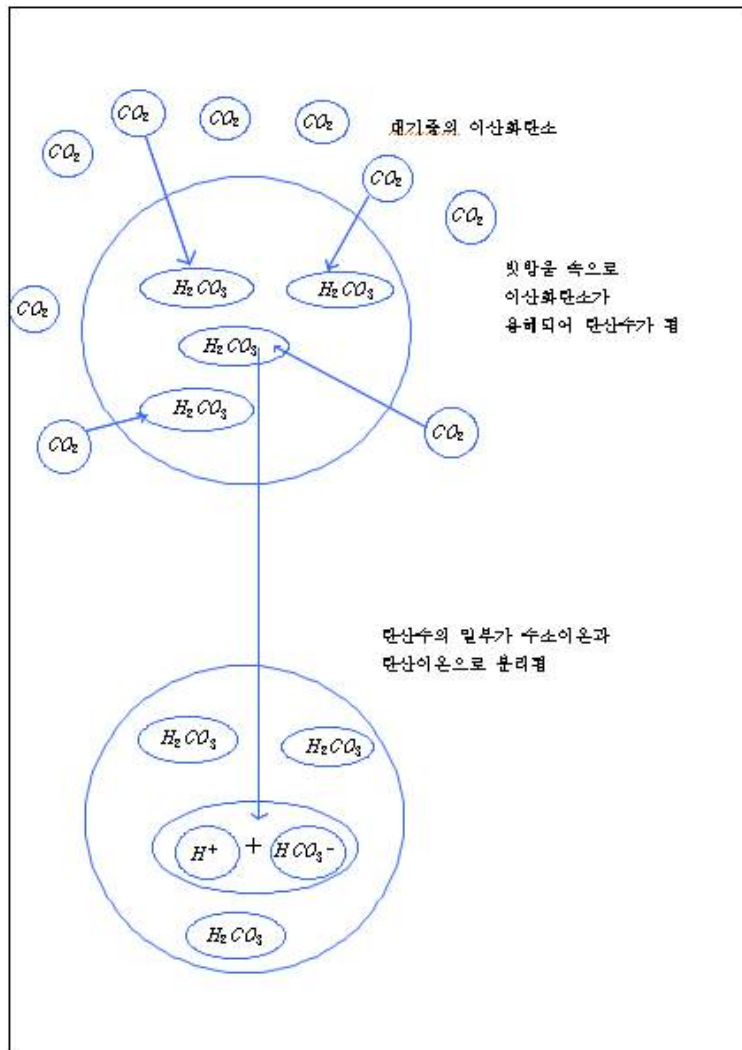 CO₂
CO₂
CO₂
CO₂
대기중의 이산화탄소
CO₂
CO₂
빗방울 속으로
H₂CO₃
H₂CO₃
이산화탄소가
CO₂
용해되어 탄산수가 됨
H₂CO₃
H₂CO₃
CO₂
CO₂
탄산수의 일부가 수소이온과
탄산이온으로 분리됨
H₂CO₃
H₂CO₃
H⁺ + HCO₃⁻
H₂CO₃